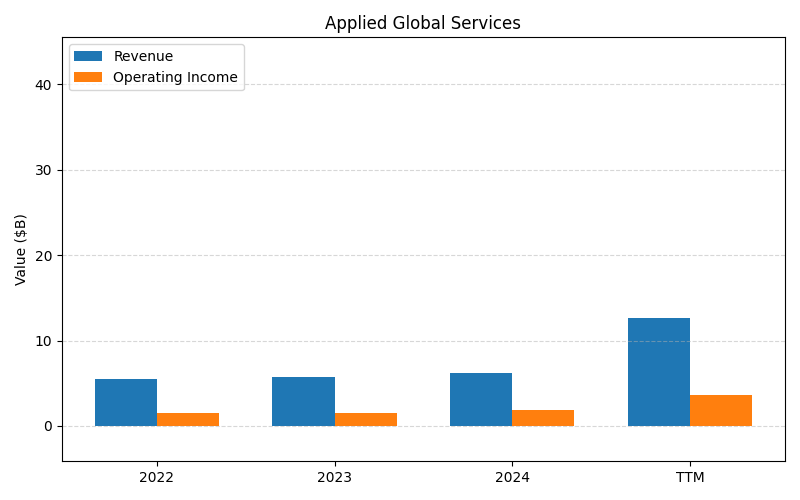 Applied Global Services
Revenue
Operating Income
Value ($B)
40
30
20
10
0
2022 2023 2024 TTM